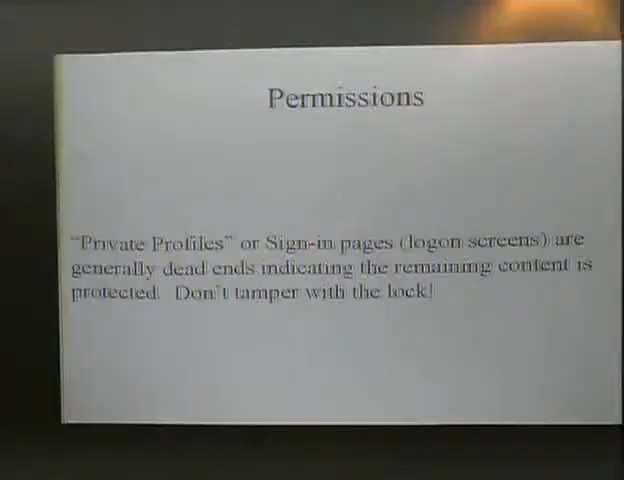 Permissions
"Private Profiles" or Sign-in pages (logon screens) are
generally dead ends indicating the remaining content is
protected.  Don't tamper with the lock!